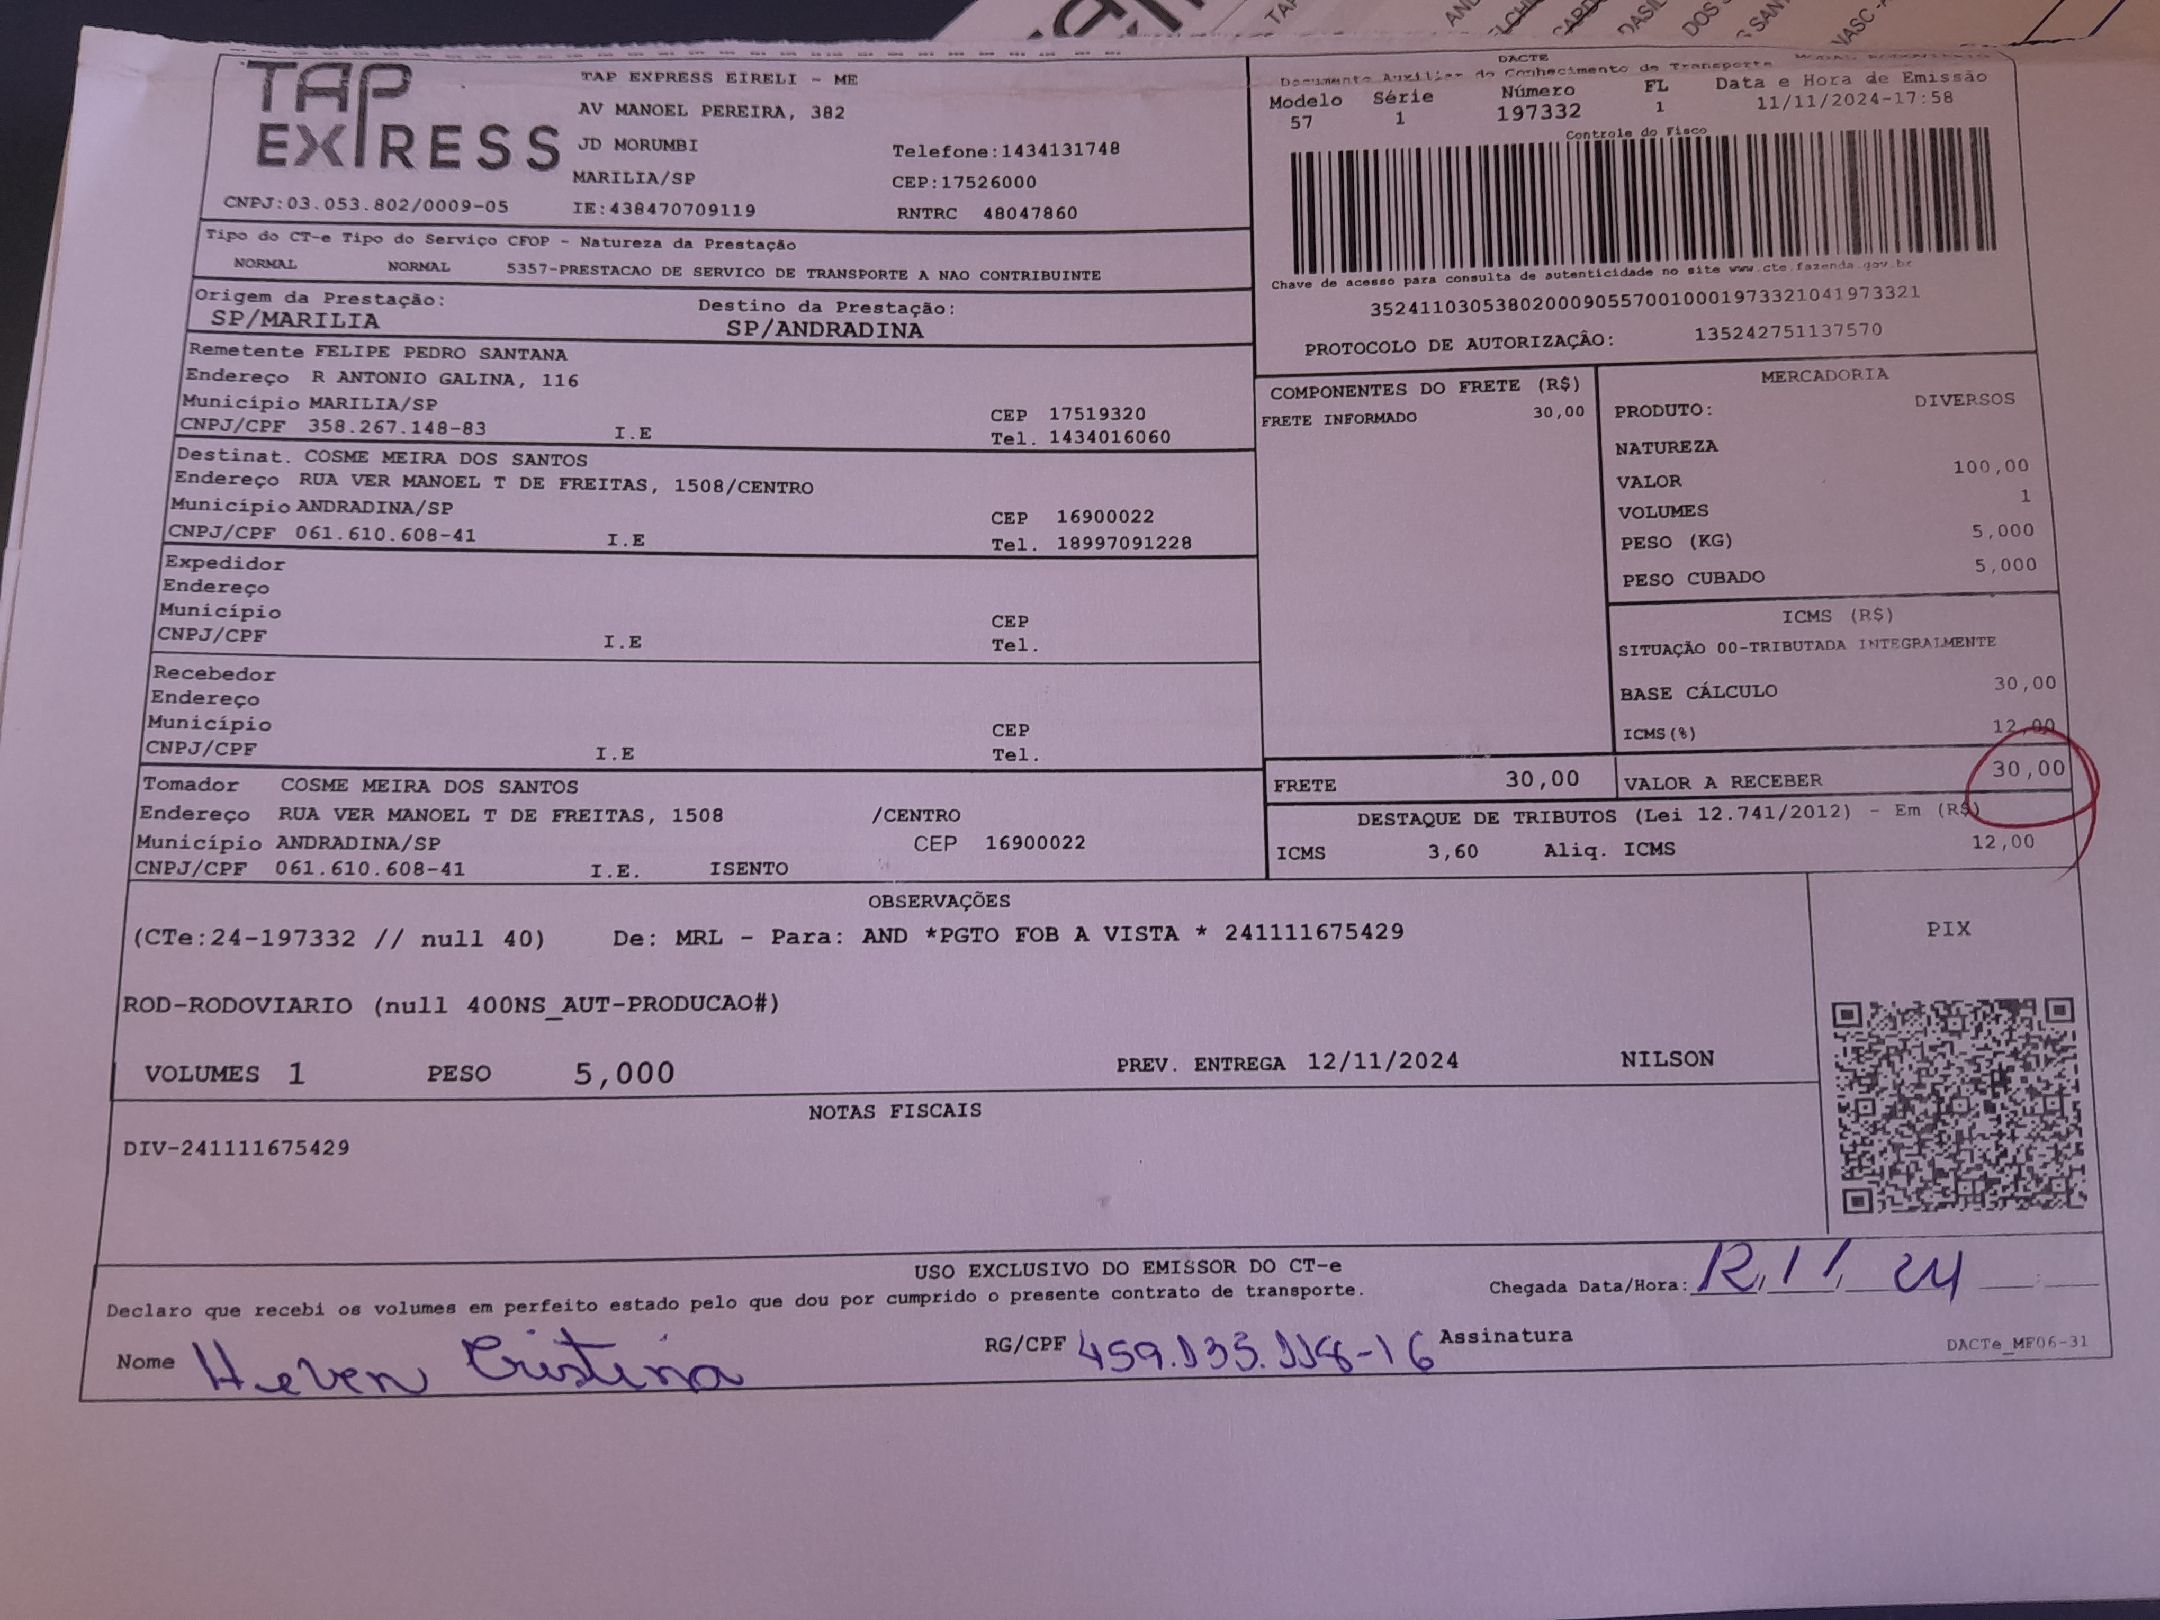 TAP EXPRESS
TAP EXPRESS EIRELI - ME
AV MANOEL PEREIRA, 382
JD MORUMBI Telefone:1434131748
MARILIA/SP CEP:17526000
CNPJ:03.053.802/0009-05 IE:438470709119 RNTRC 48047860
DACTE
Documento Auxiliar do Conhecimento de Transporte
Modelo Série Número FL Data e Hora de Emissão
57 1 197332 1 11/11/2024-17:58
Controle do Fisco
Chave de acesso para consulta de autenticidade no site www.cte.fazenda.gov.br
35241103053802000905570010001973321041973321
PROTOCOLO DE AUTORIZAÇÂO: 135242751137570
Tipo do CT-e Tipo do Serviço CFOP - Natureza da Prestação
NORMAL NORMAL 5357-PRESTACAO DE SERVICO DE TRANSPORTE A NAO CONTRIBUINTE
Origem da Prestação: Destino da Prestação:
SP/MARILIA SP/ANDRADINA
Remetente FELIPE PEDRO SANTANA
Endereço R ANTONIO GALINA, 116
Município MARILIA/SP CEP 17519320
CNPJ/CPF 358.267.148-83 I.E Tel. 1434016060
Destinat. COSME MEIRA DOS SANTOS
Endereço RUA VER MANOEL T DE FREITAS, 1508/CENTRO
Município ANDRADINA/SP CEP 16900022
CNPJ/CPF 061.610.608-41 I.E Tel. 18997091228
Expedidor
Endereço
Município CEP
CNPJ/CPF I.E Tel.
Recebedor
Endereço
Município CEP
CNPJ/CPF I.E Tel.
Tomador COSME MEIRA DOS SANTOS
Endereço RUA VER MANOEL T DE FREITAS, 1508 /CENTRO
Município ANDRADINA/SP CEP 16900022
CNPJ/CPF 061.610.608-41 I.E. ISENTO
COMPONENTES DO FRETE (R$)
FRETE INFORMADO 30,00
MERCADORIA
PRODUTO: DIVERSOS
NATUREZA
VALOR 100,00
VOLUMES 1
PESO (KG) 5,000
PESO CUBADO 5,000
ICMS (R$)
SITUAÇÃO 00-TRIBUTADA INTEGRALMENTE
BASE CÁLCULO 30,00
ICMS(%) 12,00
FRETE 30,00 VALOR A RECEBER 30,00
DESTAQUE DE TRIBUTOS (Lei 12.741/2012) - Em (R$)
ICMS 3,60 Aliq. ICMS 12,00
OBSERVAÇÕES
(CTe:24-197332 // null 40) De: MRL - Para: AND *PGTO FOB A VISTA * 241111675429
PIX
ROD-RODOVIARIO (null 400NS_AUT-PRODUCAO#)
VOLUMES 1 PESO 5,000 PREV. ENTREGA 12/11/2024 NILSON
NOTAS FISCAIS
DIV-241111675429
USO EXCLUSIVO DO EMISSOR DO CT-e
Declaro que recebi os volumes em perfeito estado pelo que dou por cumprido o presente contrato de transporte. Chegada Data/Hora: 12, 11, 24
Nome Heven Cristina RG/CPF 459.135.118-16 Assinatura
DACTe_MF06-31